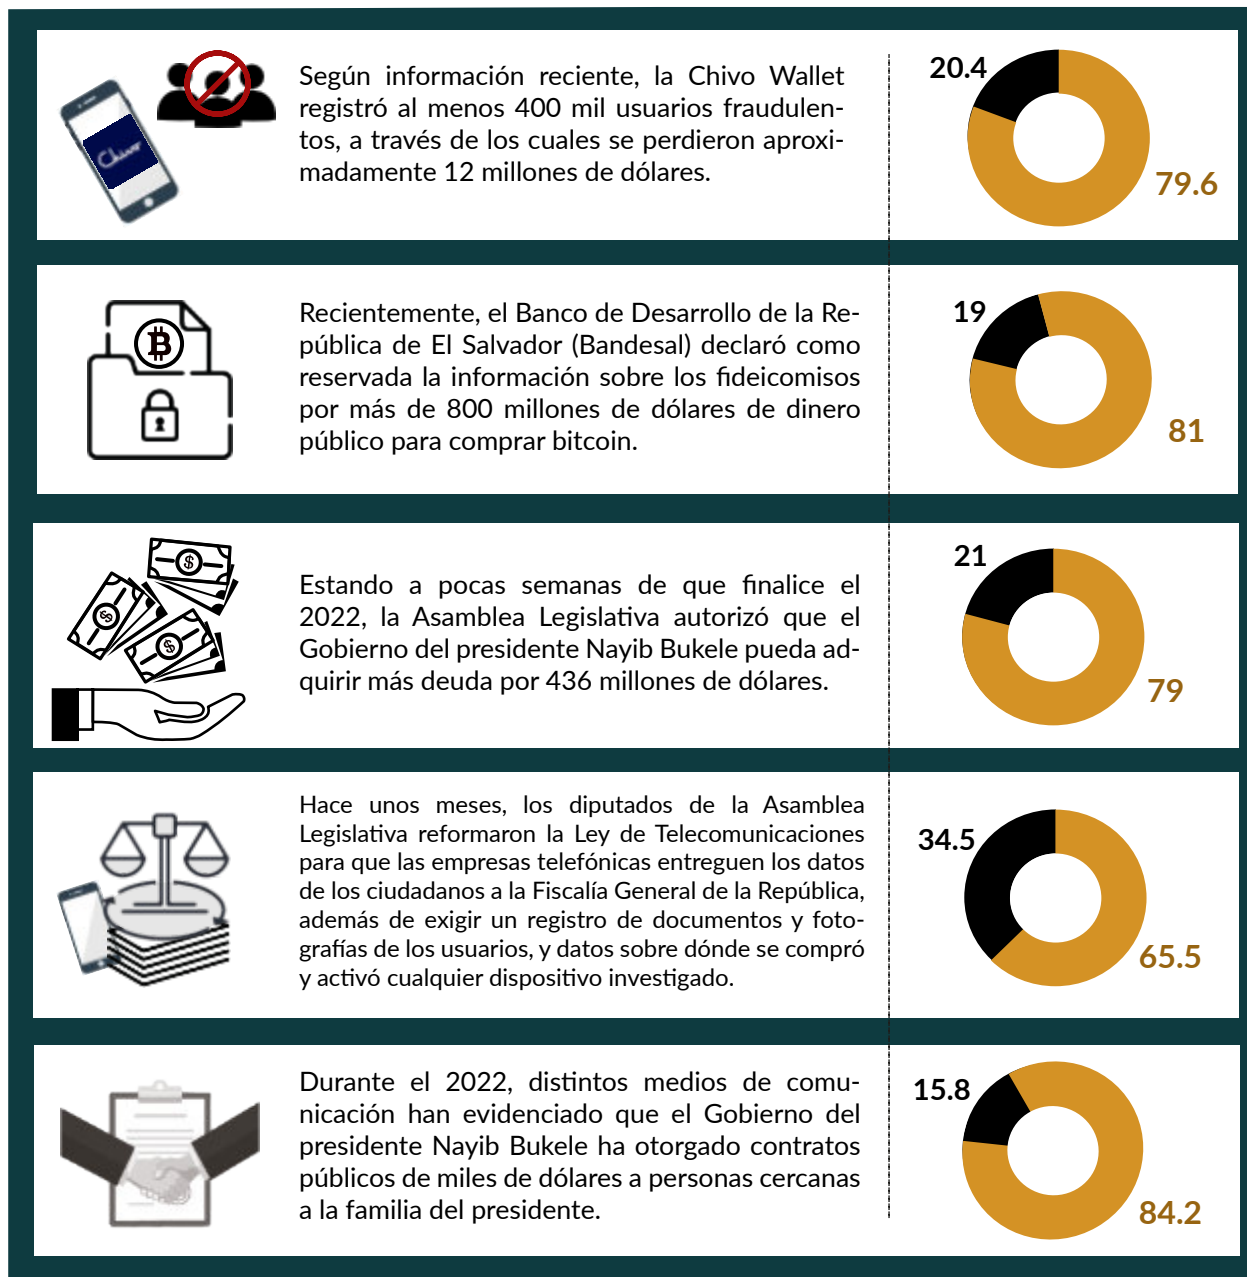 Según información reciente, la Chivo Wallet
registró al menos 400 mil usuarios fraudulen-
tos, a través de los cuales se perdieron aproxi-
madamente 12 millones de dólares.
Chivo
20.4
79.6
Recientemente, el Banco de Desarrollo de la Re-
pública de El Salvador (Bandesal) declaró como
reservada la información sobre los fideicomisos
por más de 800 millones de dólares de dinero
público para comprar bitcoin.
19
81
Estando a pocas semanas de que finalice el
2022, la Asamblea Legislativa autorizó que el
Gobierno del presidente Nayib Bukele pueda ad-
quirir más deuda por 436 millones de dólares.
21
79
Hace unos meses, los diputados de la Asamblea
Legislativa reformaron la Ley de Telecomunicaciones
para que las empresas telefónicas entreguen los datos
de los ciudadanos a la Fiscalía General de la República,
además de exigir un registro de documentos y foto-
grafías de los usuarios, y datos sobre dónde se compró
y activó cualquier dispositivo investigado.
34.5
65.5
Durante el 2022, distintos medios de comu-
nicación han evidenciado que el Gobierno del
presidente Nayib Bukele ha otorgado contratos
públicos de miles de dólares a personas cercanas
a la familia del presidente.
15.8
84.2